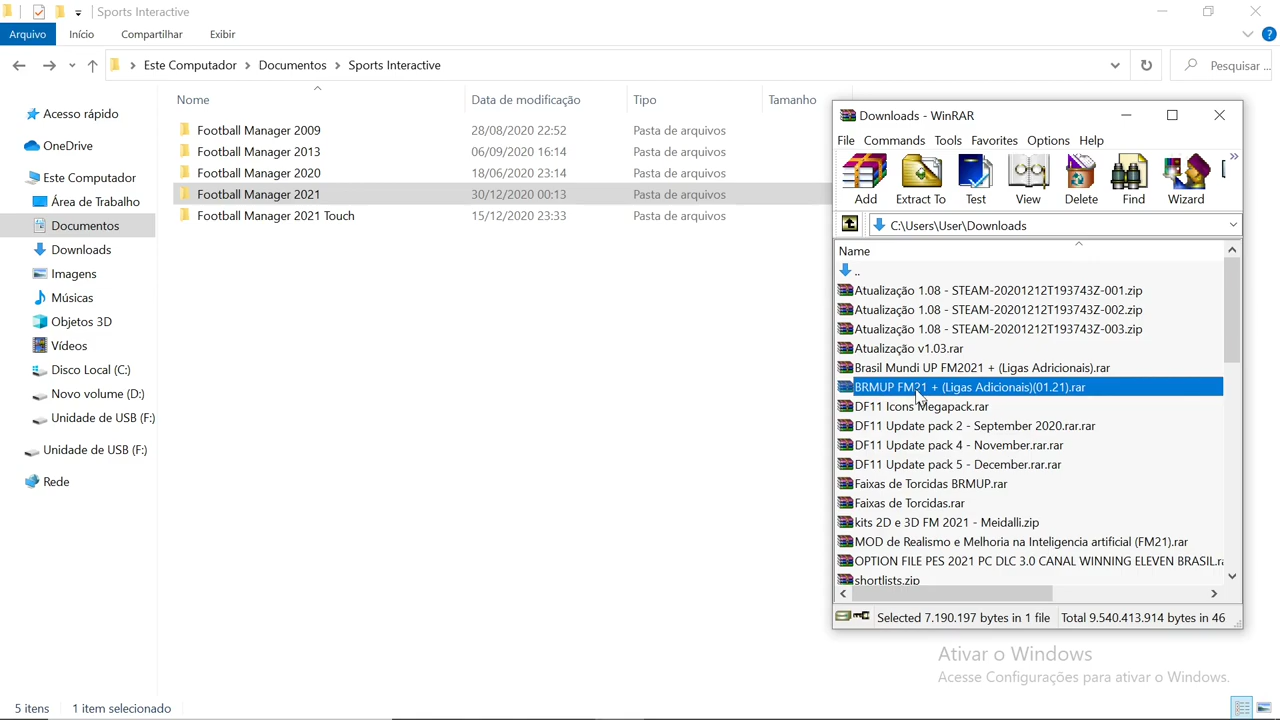 Sports Interactive
Arquivo Início Compartilhar Exibir
Este Computador > Documentos > Sports Interactive
Pesquisar ...
Nome Data de modificação Tipo Tamanho
Acesso rápido
OneDrive
Este Computador
Área de Trabalho
Documentos
Downloads
Imagens
Músicas
Objetos 3D
Vídeos
Disco Local (C:)
Novo volume (D:)
Unidade de USB (F:)
Unidade de USB (F:)
Rede
Football Manager 2009 28/08/2020 22:52 Pasta de arquivos
Football Manager 2013 06/09/2020 16:14 Pasta de arquivos
Football Manager 2020 18/06/2020 23:14 Pasta de arquivos
Football Manager 2021 30/12/2020 00:13 Pasta de arquivos
Football Manager 2021 Touch 15/12/2020 23:33 Pasta de arquivos
Downloads - WinRAR
File Commands Tools Favorites Options Help
Add Extract To Test View Delete Find Wizard
C:\Users\User\Downloads
Name
..
Atualização 1.08 - STEAM-20201212T193743Z-001.zip
Atualização 1.08 - STEAM-20201212T193743Z-002.zip
Atualização 1.08 - STEAM-20201212T193743Z-003.zip
Atualização v1.03.rar
Brasil Mundi UP FM2021 + (Ligas Adricionais).rar
BRMUP FM21 + (Ligas Adicionais)(01.21).rar
DF11 Icons Megapack.rar
DF11 Update pack 2 - September 2020.rar.rar
DF11 Update pack 4 - November.rar.rar
DF11 Update pack 5 - December.rar.rar
Faixas de Torcidas BRMUP.rar
Faixas de Torcidas.rar
kits 2D e 3D FM 2021 - Meidalli.zip
MOD de Realismo e Melhoria na Inteligencia artificial (FM21).rar
OPTION FILE PES 2021 PC DLC 3.0 CANAL WINNING ELEVEN BRASIL.ra
shortlists.zip
Selected 7.190.197 bytes in 1 file Total 9.540.413.914 bytes in 46
Ativar o Windows
Acesse Configurações para ativar o Windows.
5 itens 1 item selecionado